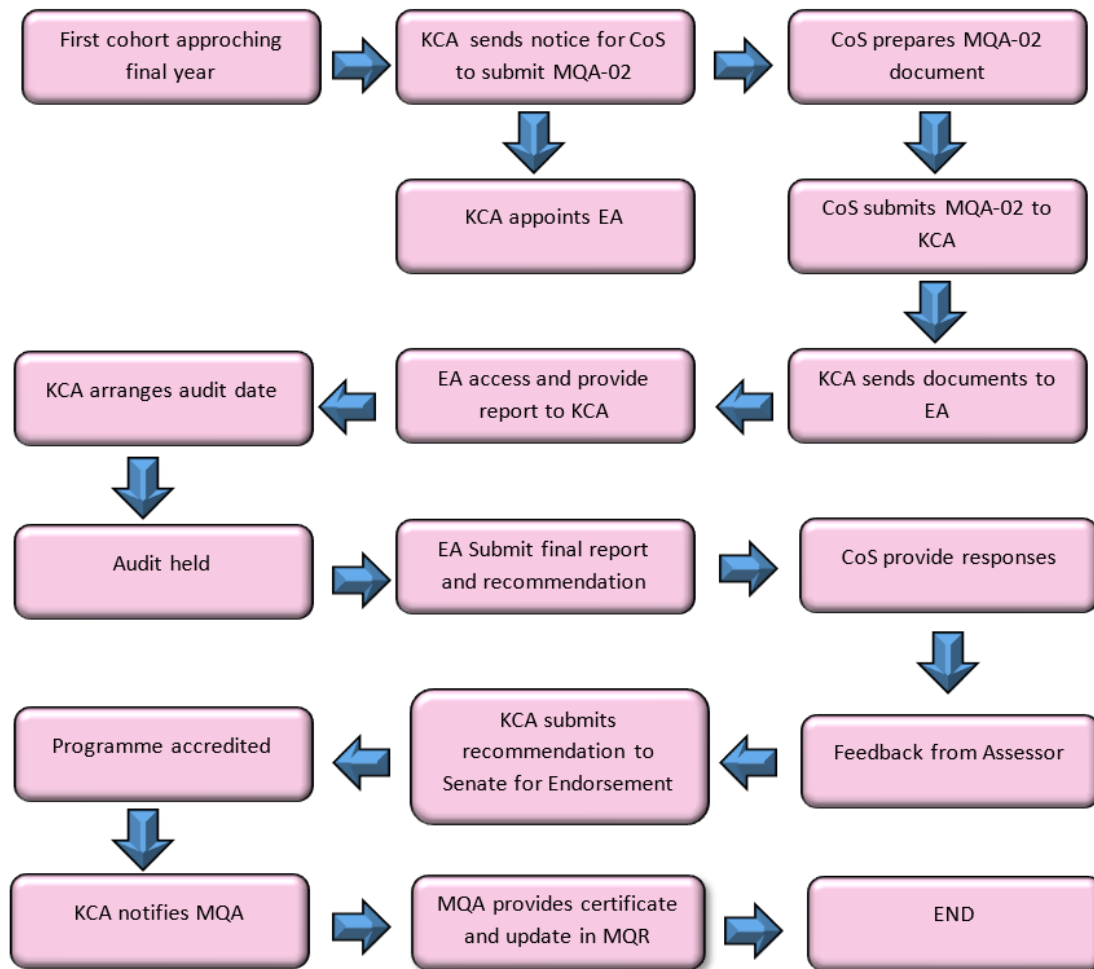 First cohort approching
final year
KCA sends notice for CoS
to submit MQA-02
CoS prepares MQA-02
document
KCA appoints EA
CoS submits MQA-02 to
KCA
KCA arranges audit date
EA access and provide
report to KCA
KCA sends documents to
EA
Audit held
EA Submit final report
and recommendation
CoS provide responses
Programme accredited
KCA submits
recommendation to
Senate for Endorsement
Feedback from Assessor
KCA notifies MQA
MQA provides certificate
and update in MQR
END